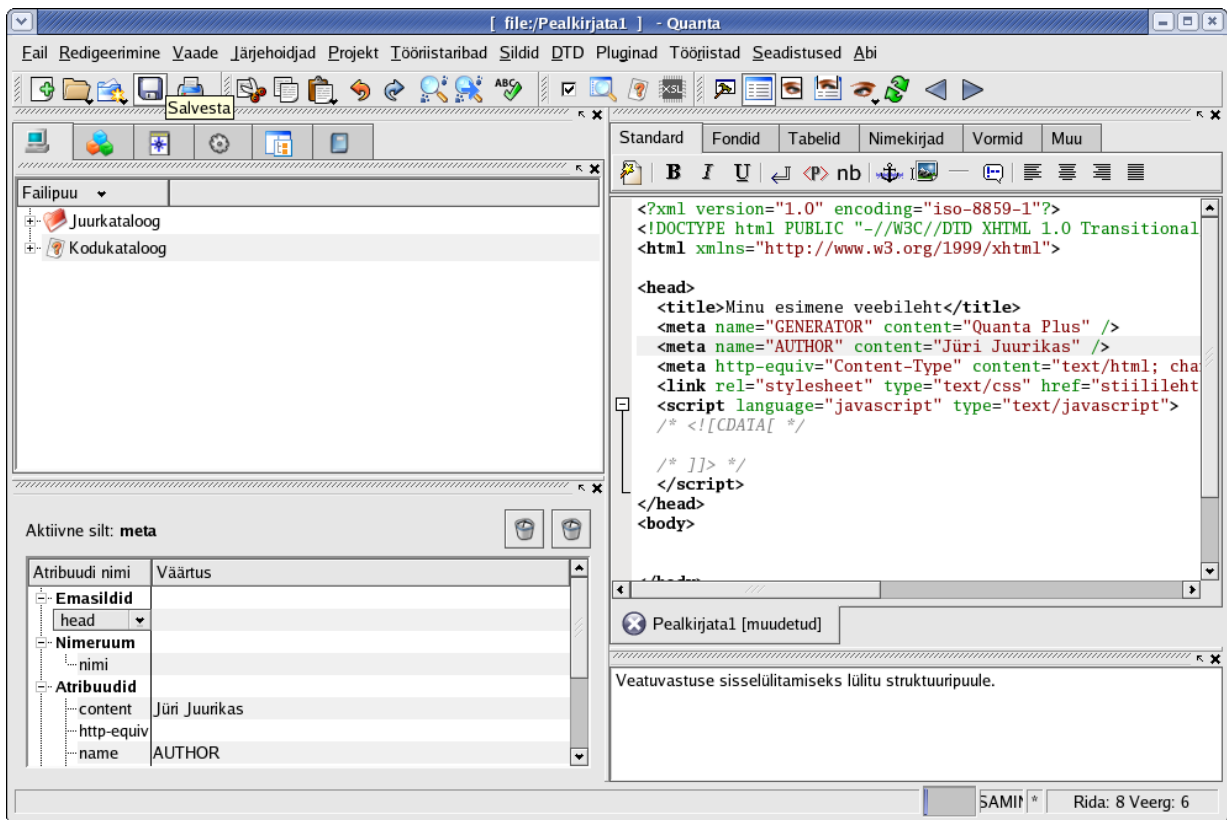 [ file:/Pealkirjata1 ] - Quanta
Fail Redigeerimine Vaade Järjehoidjad Projekt Tööriistaribad Sildid DTD Pluginad Tööriistad Seadistused Abi
ABC
XSL
Salvesta
Failipuu
Juurkataloog
Kodukataloog
Aktiivne silt: meta
Atribuudi nimi Väärtus
Emasildid
head
Nimeruum
nimi
Atribuudid
content Jüri Juurikas
http-equiv
name AUTHOR
Standard Fondid Tabelid Nimekirjad Vormid Muu
B I U <P> nb
<?xml version="1.0" encoding="iso-8859-1"?>
<!DOCTYPE html PUBLIC "-//W3C//DTD XHTML 1.0 Transitional
<html xmlns="http://www.w3.org/1999/xhtml">
<head>
<title>Minu esimene veebileht</title>
<meta name="GENERATOR" content="Quanta Plus" />
<meta name="AUTHOR" content="Jüri Juurikas" />
<meta http-equiv="Content-Type" content="text/html; cha
<link rel="stylesheet" type="text/css" href="stiilileht
<script language="javascript" type="text/javascript">
/* <![CDATA[ */
/* ]]> */
</script>
</head>
<body>
Pealkirjata1 [muudetud]
Veatuvastuse sisselülitamiseks lülitu struktuuripuule.
* Rida: 8 Veerg: 6